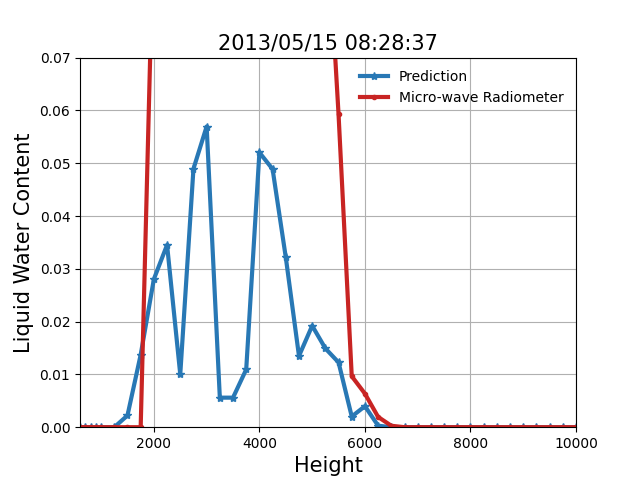 2013/05/15 08:28:37
0.07
0.06
0.05
0.04
0.03
0.02
0.01
0.00
Liquid Water Content
Prediction
Micro-wave Radiometer
2000 4000 6000 8000 10000
Height